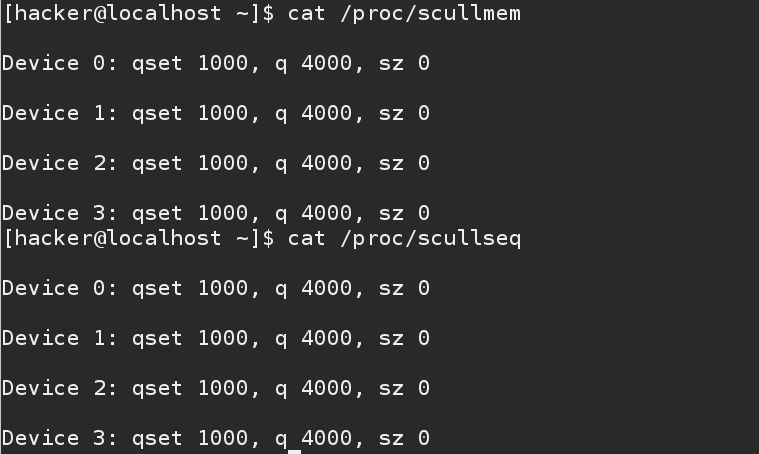 [hacker@localhost ~]$ cat /proc/scullmem
Device 0: qset 1000, q 4000, sz 0
Device 1: qset 1000, q 4000, sz 0
Device 2: qset 1000, q 4000, sz 0
Device 3: qset 1000, q 4000, sz 0
[hacker@localhost ~]$ cat /proc/scullseq
Device 0: qset 1000, q 4000, sz 0
Device 1: qset 1000, q 4000, sz 0
Device 2: qset 1000, q 4000, sz 0
Device 3: qset 1000, q 4000, sz 0